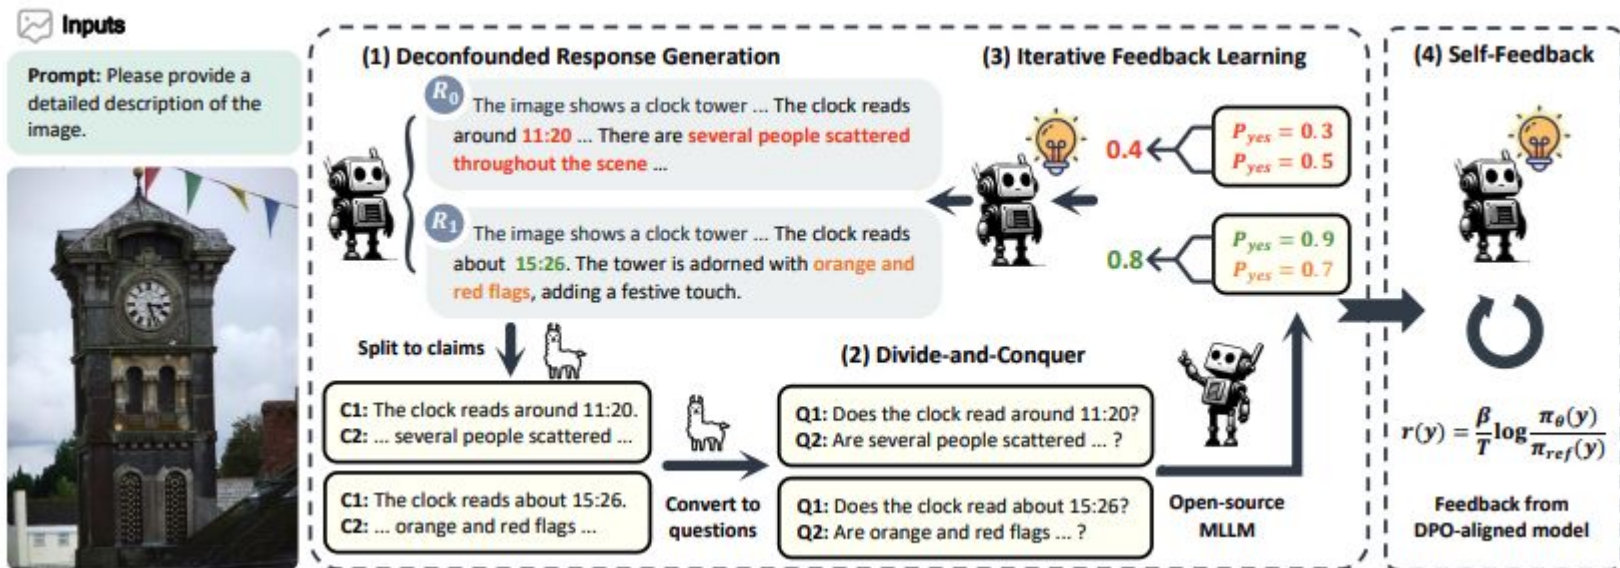 Inputs
Prompt: Please provide a
detailed description of the
image.
(1) Deconfounded Response Generation
R0
The image shows a clock tower ... The clock reads
around 11:20 ... There are several people scattered
throughout the scene ...
R1
The image shows a clock tower ... The clock reads
about 15:26. The tower is adorned with orange and
red flags, adding a festive touch.
Split to claims
C1: The clock reads around 11:20.
C2: ... several people scattered ...
C1: The clock reads about 15:26.
C2: ... orange and red flags ...
Convert to
questions
(2) Divide-and-Conquer
Q1: Does the clock read around 11:20?
Q2: Are several people scattered ... ?
Q1: Does the clock read about 15:26?
Q2: Are orange and red flags ... ?
Open-source
MLLM
(3) Iterative Feedback Learning
0.4
Pyes = 0.3
Pyes = 0.5
0.8
Pyes = 0.9
Pyes = 0.7
(4) Self-Feedback
r(y) = β/T log πθ(y)/πref(y)
Feedback from
DPO-aligned model